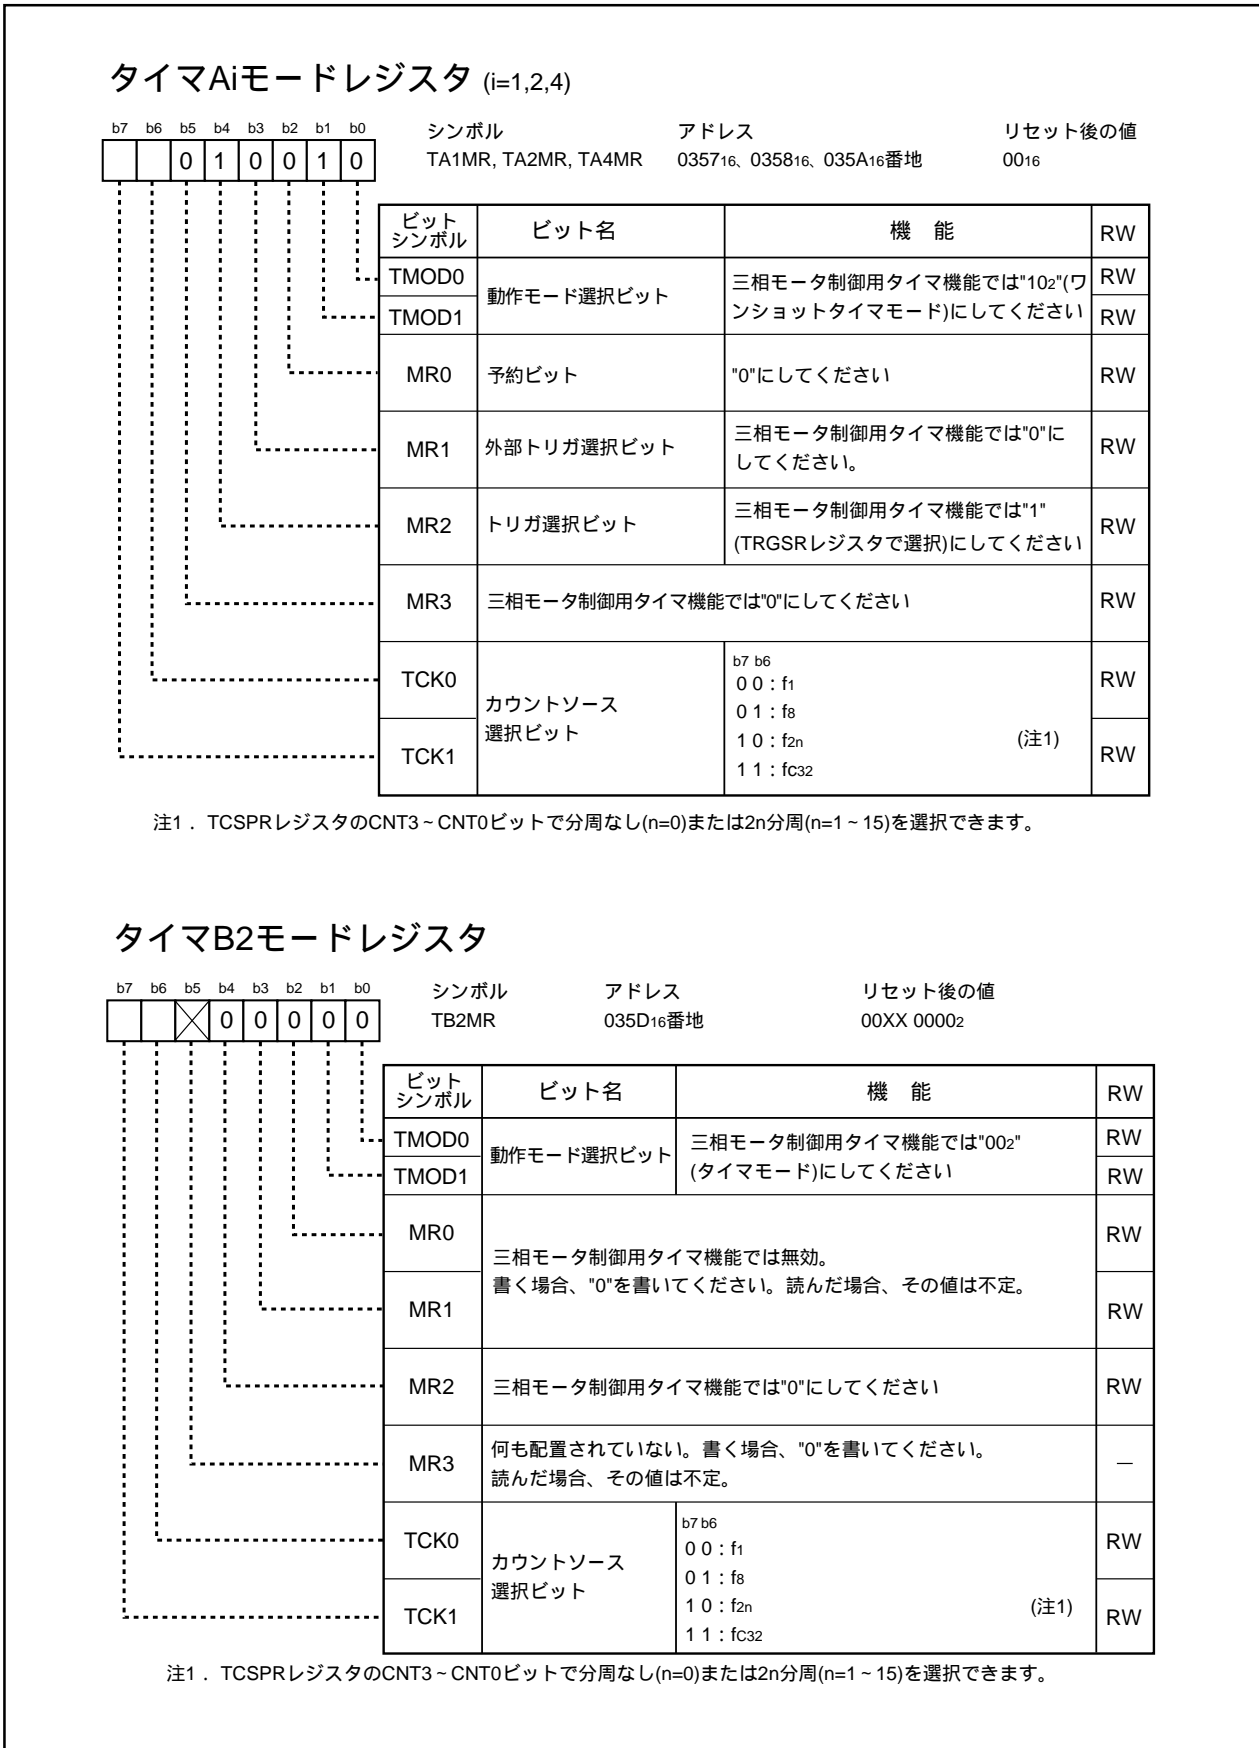 タイマAiモードレジスタ (i=1,2,4)
b7 b6 b5 b4 b3 b2 b1 b0
0 1 0 0 1 0
シンボル アドレス リセット後の値
TA1MR, TA2MR, TA4MR 035716、035816、035A16番地 0016
ビット
シンボル ビット名 機 能 RW
TMOD0 動作モード選択ビット 三相モータ制御用タイマ機能では"102"(ワ RW
TMOD1 ンショットタイマモード)にしてください RW
MR0 予約ビット "0"にしてください RW
MR1 外部トリガ選択ビット 三相モータ制御用タイマ機能では"0"に RW
してください。
MR2 トリガ選択ビット 三相モータ制御用タイマ機能では"1" RW
(TRGSRレジスタで選択)にしてください
MR3 三相モータ制御用タイマ機能では"0"にしてください RW
TCK0 カウントソース RW
TCK1 選択ビット RW
b7 b6
0 0：f1
0 1：f8
1 0：f2n (注1)
1 1：fC32
注1．TCSPRレジスタのCNT3～CNT0ビットで分周なし(n=0)または2n分周(n=1～15)を選択できます。
タイマB2モードレジスタ
b7 b6 b5 b4 b3 b2 b1 b0
0 0 0 0 0
シンボル アドレス リセット後の値
TB2MR 035D16番地 00XX 00002
ビット
シンボル ビット名 機 能 RW
TMOD0 動作モード選択ビット 三相モータ制御用タイマ機能では"002" RW
TMOD1 (タイマモード)にしてください RW
MR0 三相モータ制御用タイマ機能では無効。 RW
MR1 書く場合、"0"を書いてください。読んだ場合、その値は不定。 RW
MR2 三相モータ制御用タイマ機能では"0"にしてください RW
MR3 何も配置されていない。書く場合、"0"を書いてください。 －
読んだ場合、その値は不定。
TCK0 カウントソース RW
TCK1 選択ビット RW
b7 b6
0 0：f1
0 1：f8
1 0：f2n (注1)
1 1：fC32
注1．TCSPRレジスタのCNT3～CNT0ビットで分周なし(n=0)または2n分周(n=1～15)を選択できます。